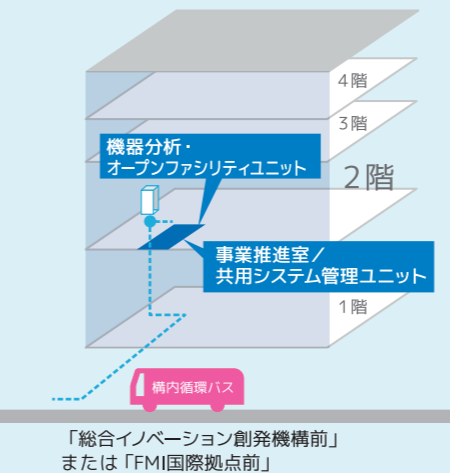 4階
3階
機器分析・
オープンファシリティユニット
2階
事業推進室／
共用システム管理ユニット
1階
構内循環バス
「総合イノベーション創発機構前」
または「FMI国際拠点前」